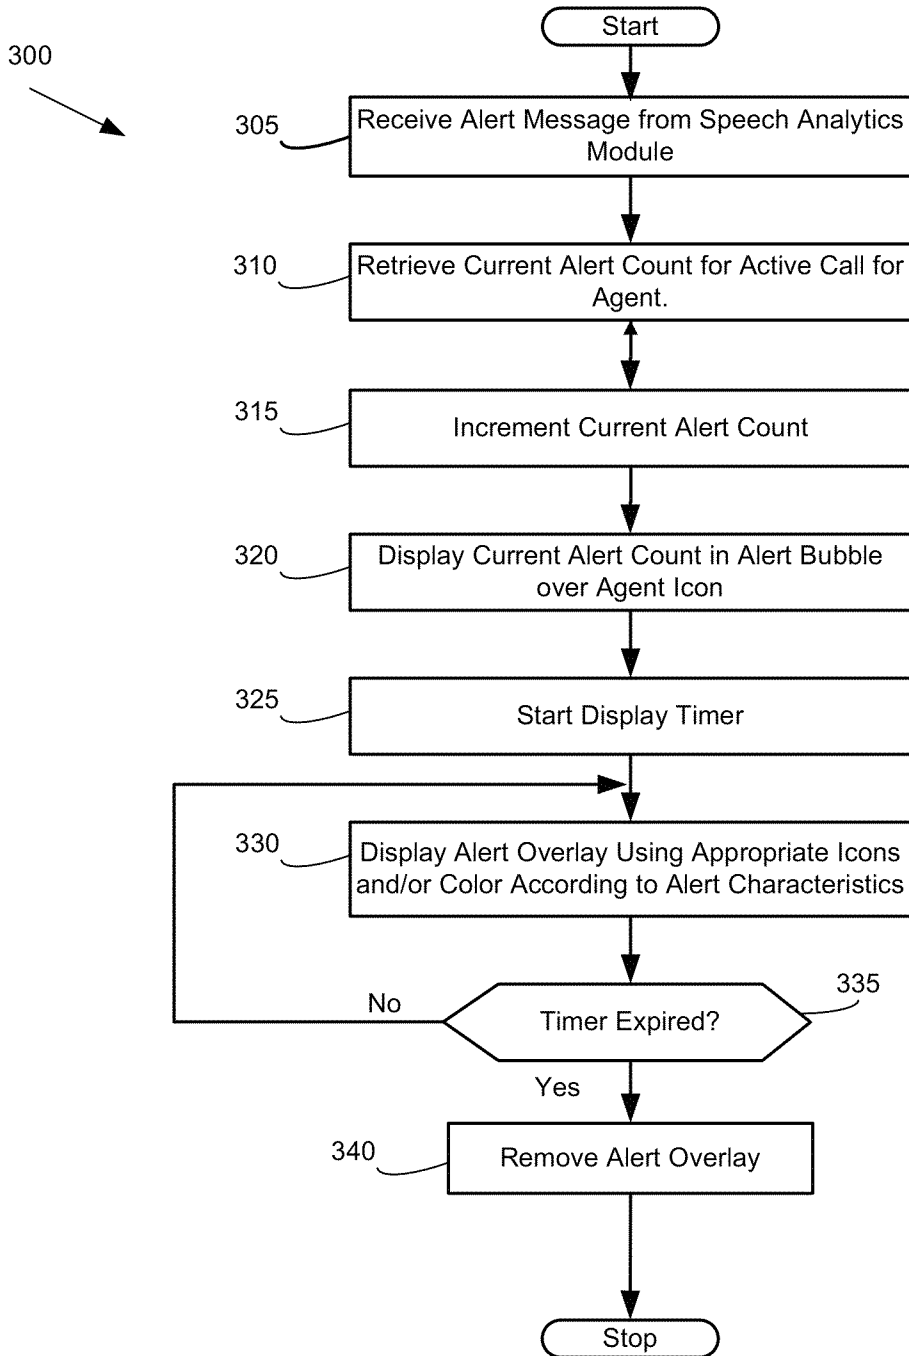 Start
300
305
Receive Alert Message from Speech Analytics
Module
310
Retrieve Current Alert Count for Active Call for
Agent.
315
Increment Current Alert Count
320
Display Current Alert Count in Alert Bubble
over Agent Icon
325
Start Display Timer
330
Display Alert Overlay Using Appropriate Icons
and/or Color According to Alert Characteristics
335
No
Timer Expired?
Yes
340
Remove Alert Overlay
Stop